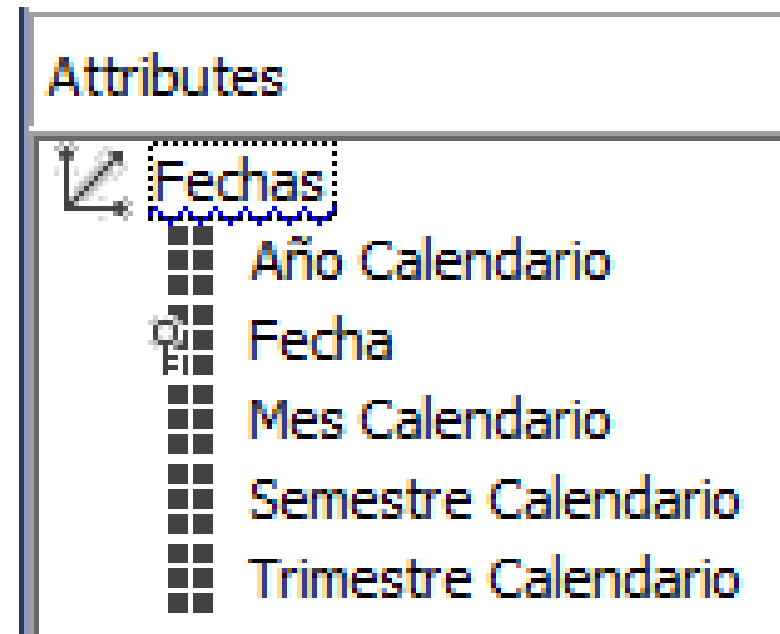 Attributes
Fechas
Año Calendario
Fecha
Mes Calendario
Semestre Calendario
Trimestre Calendario